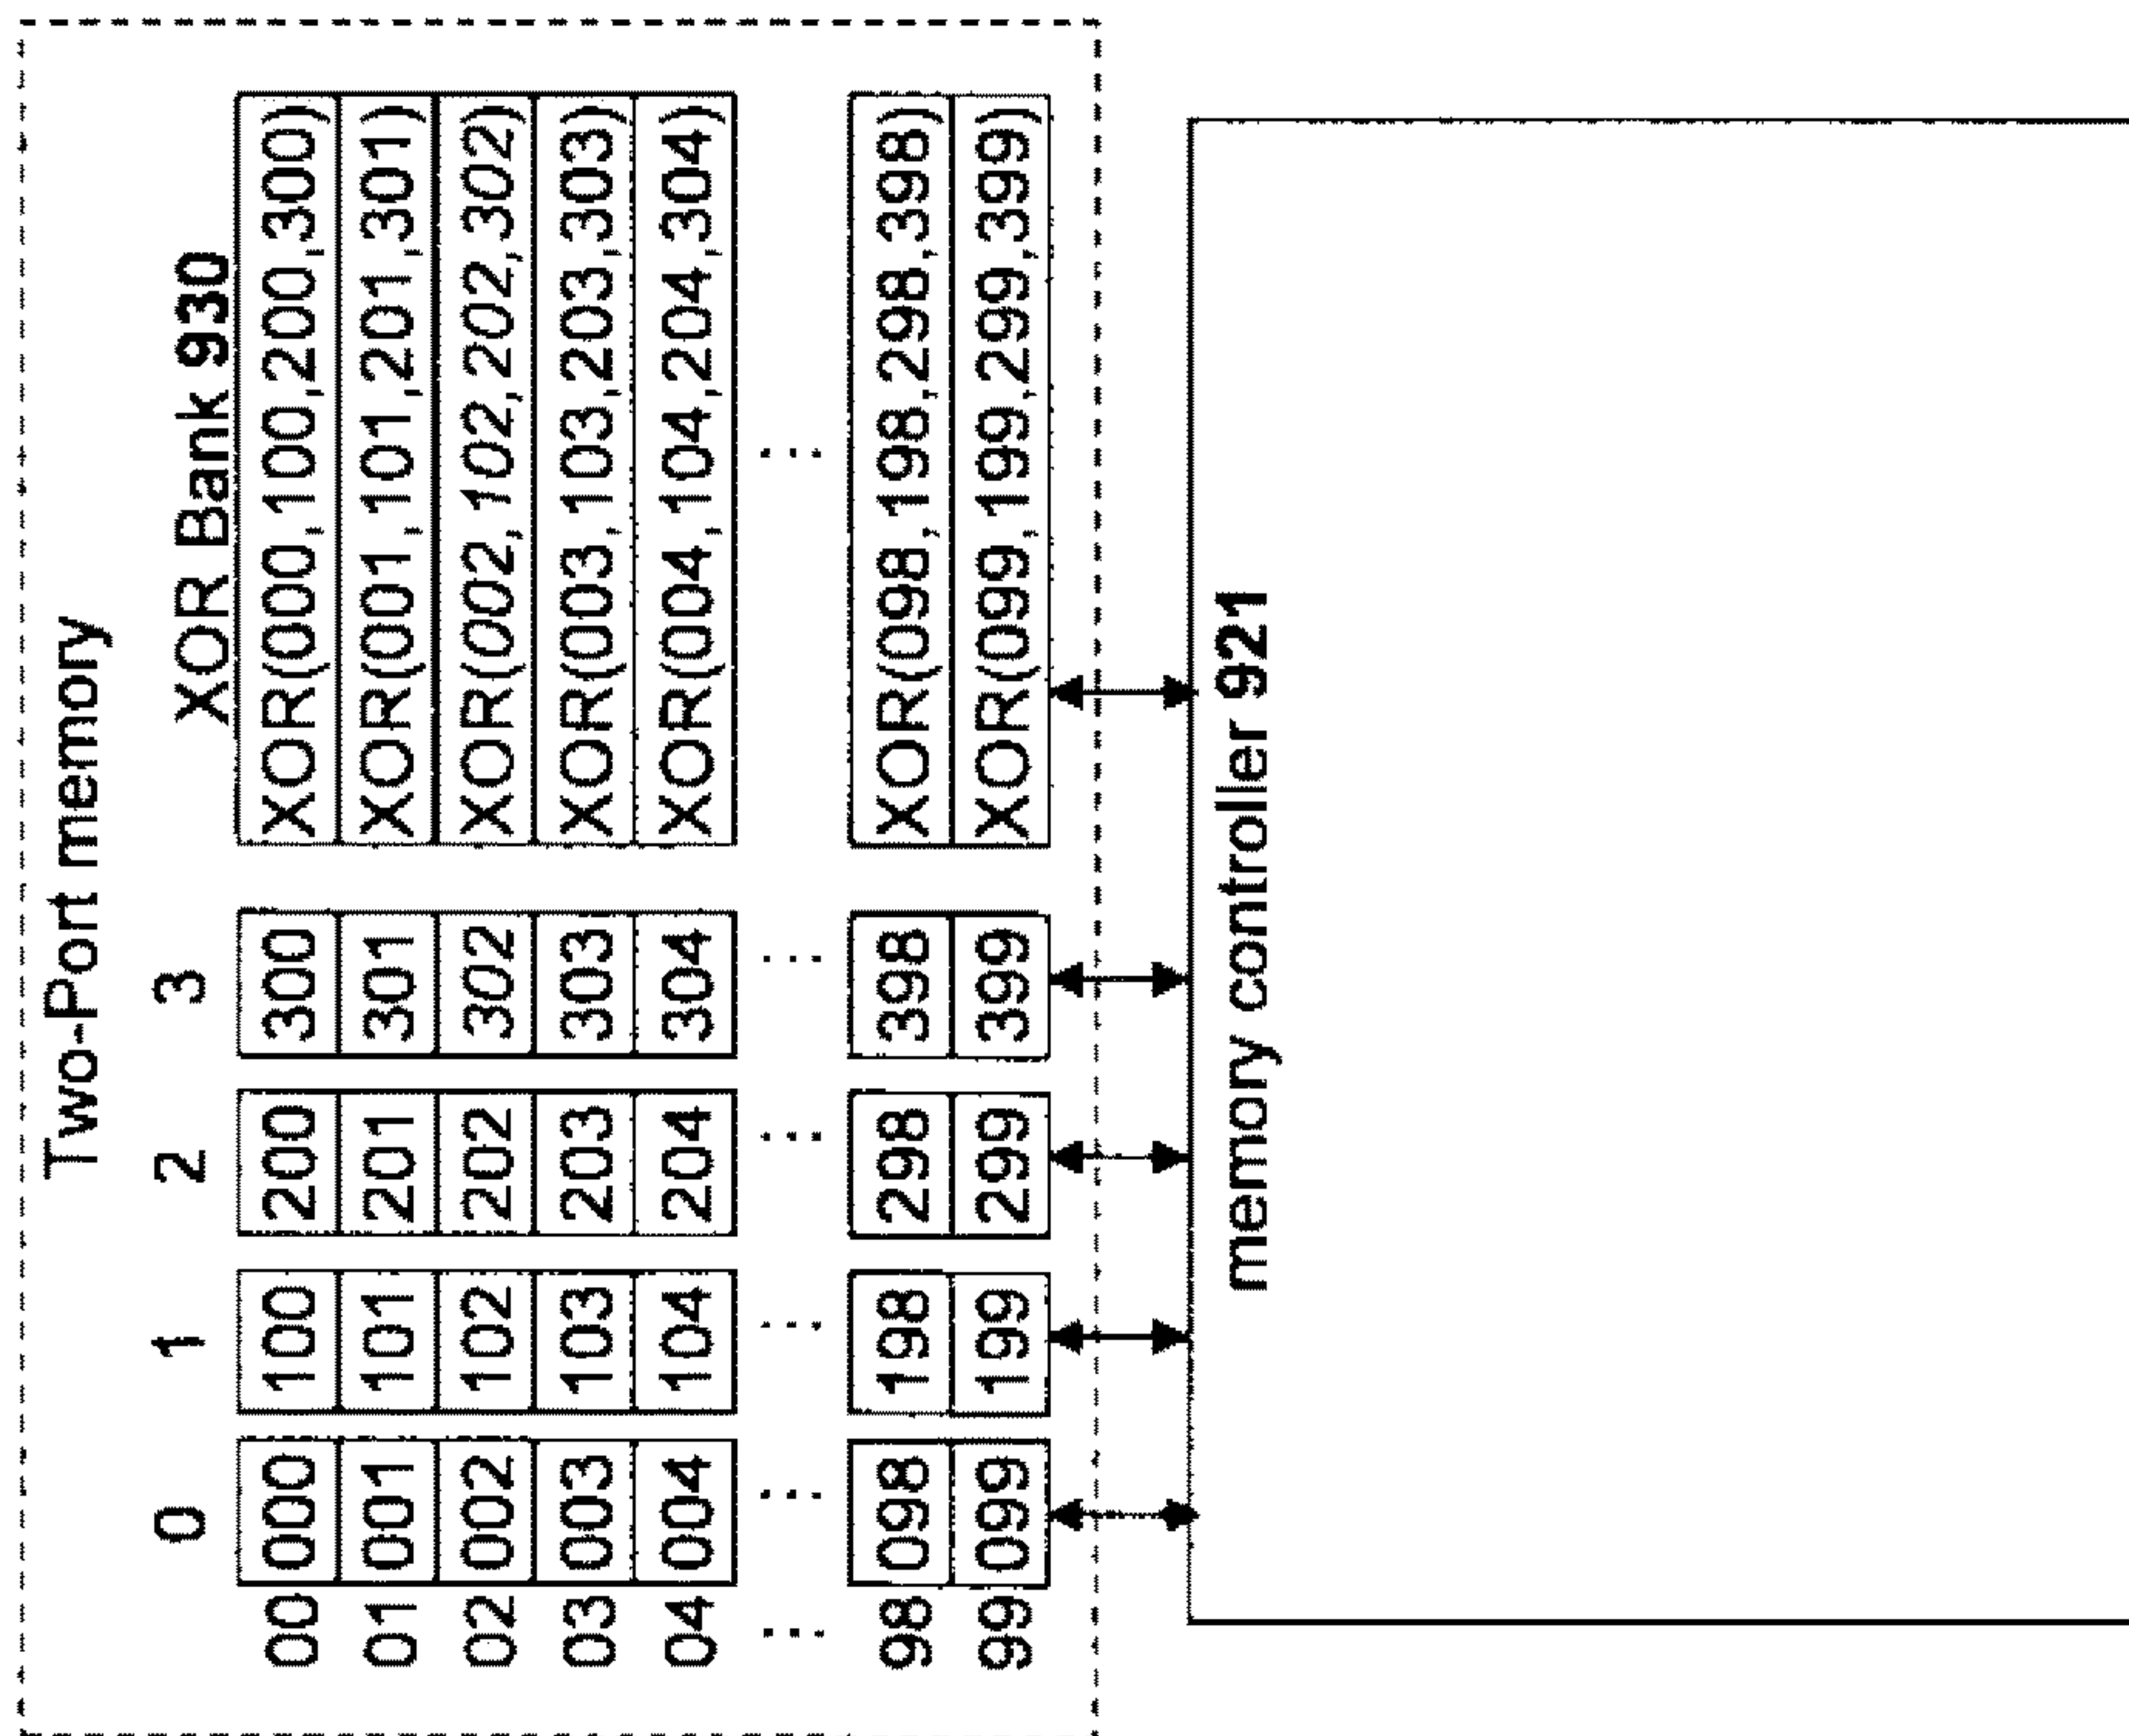 Two-Port memory
0 1 2 3 XOR Bank 930
00 000 100 200 300 XOR(000,100,200,300)
01 001 101 201 301 XOR(001,101,201,301)
02 002 102 202 302 XOR(002,102,202,302)
03 003 103 203 303 XOR(003,103,203,303)
04 004 104 204 304 XOR(004,104,204,304)
... ... ... ... ... ...
98 098 198 298 398 XOR(098,198,298,398)
99 099 199 299 399 XOR(099,199,299,399)
memory controller 921